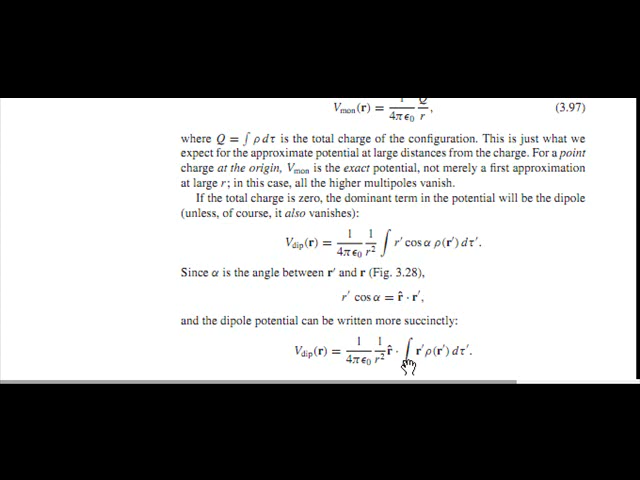 V_mon(r) = 1/4πϵ₀ Q/r, (3.97)
where Q = ∫ ρ dτ is the total charge of the configuration. This is just what we
expect for the approximate potential at large distances from the charge. For a point
charge at the origin, V_mon is the exact potential, not merely a first approximation
at large r; in this case, all the higher multipoles vanish.
If the total charge is zero, the dominant term in the potential will be the dipole
(unless, of course, it also vanishes):
V_dip(r) = 1/4πϵ₀ 1/r² ∫ r′ cos α ρ(r′) dτ′.
Since α is the angle between r′ and r (Fig. 3.28),
r′ cos α = r̂ · r′,
and the dipole potential can be written more succinctly:
V_dip(r) = 1/4πϵ₀ 1/r² r̂ · ∫ r′ρ(r′) dτ′.